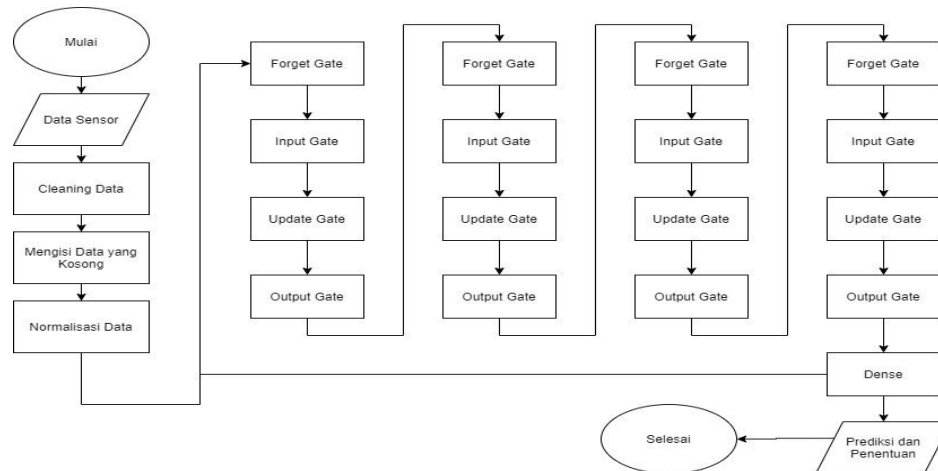 Mulai
Data Sensor
Cleaning Data
Mengisi Data yang
Kosong
Normalisasi Data
Forget Gate
Input Gate
Update Gate
Output Gate
Forget Gate
Input Gate
Update Gate
Output Gate
Forget Gate
Input Gate
Update Gate
Output Gate
Forget Gate
Input Gate
Update Gate
Output Gate
Dense
Prediksi dan
Penentuan
Selesai